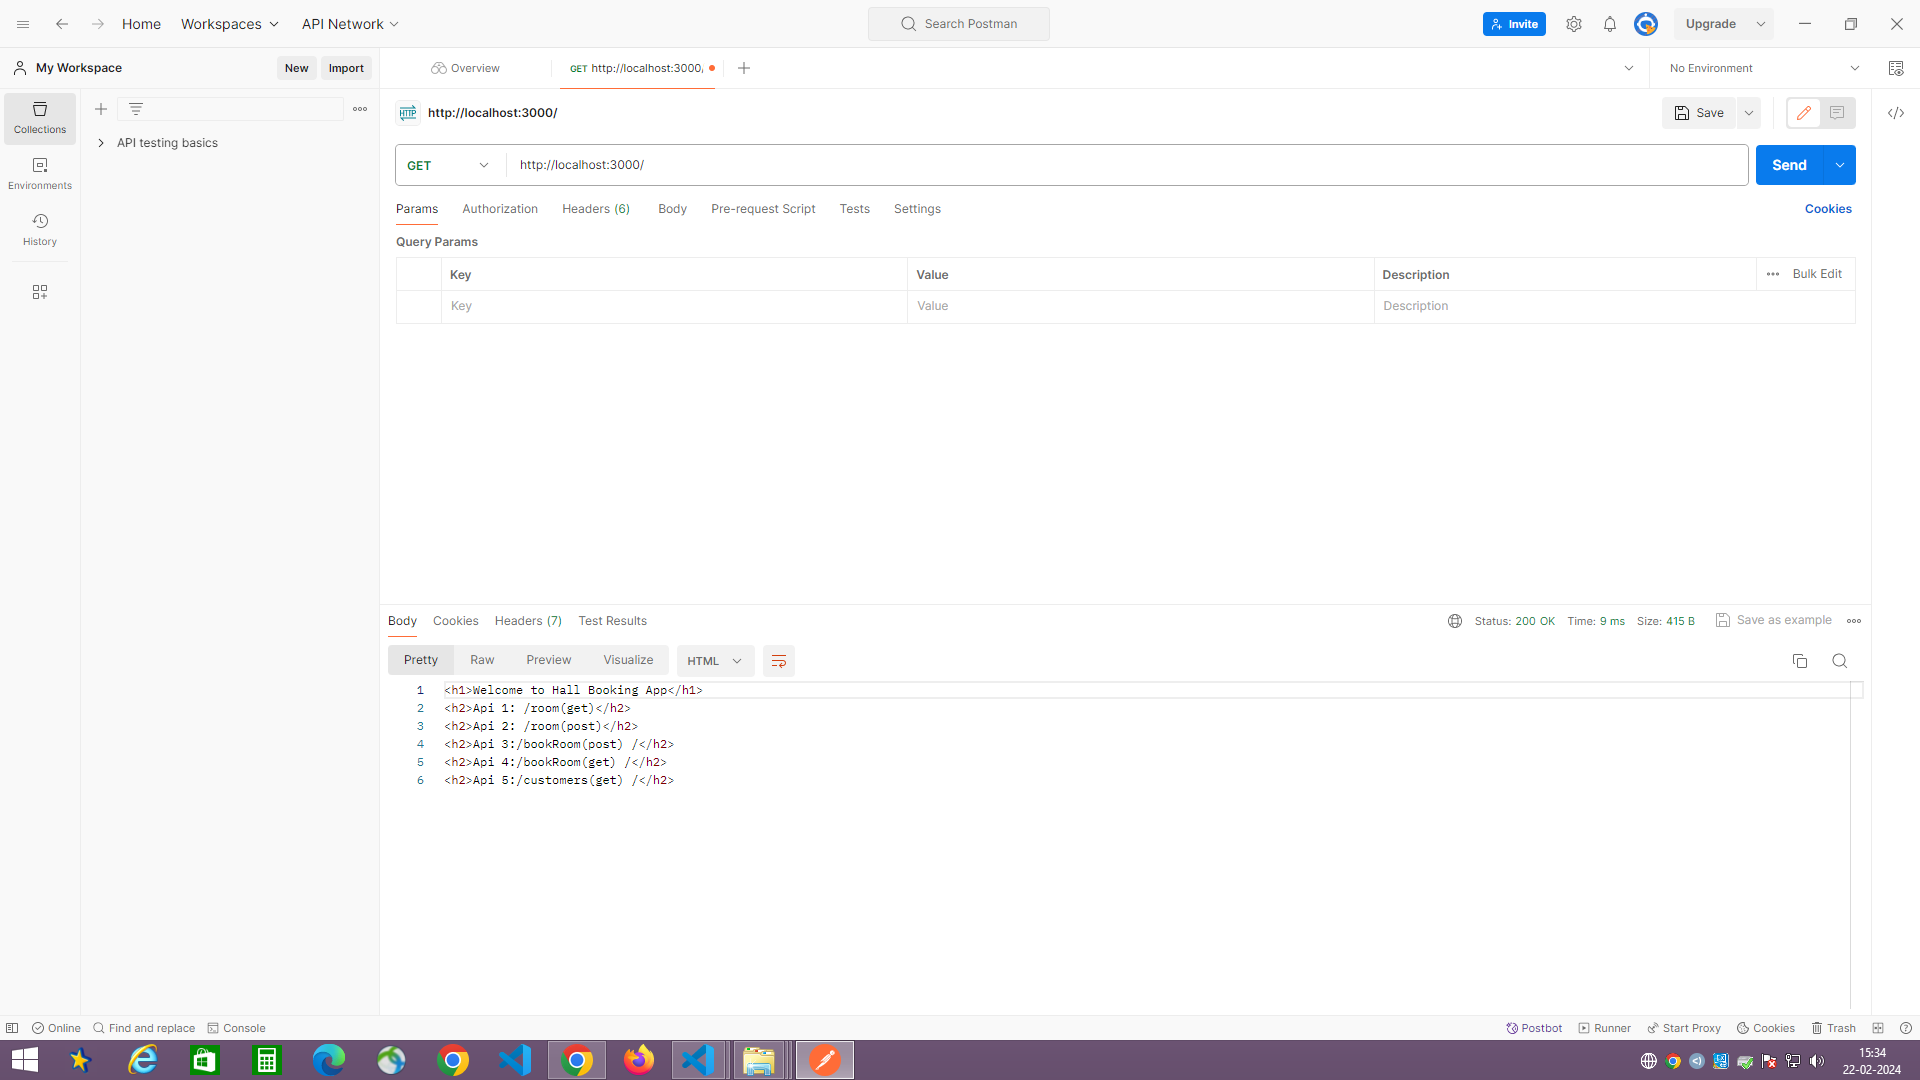 Home
Workspaces
API Network
Search Postman
Invite
Upgrade
My Workspace
New
Import
Overview
GET http://localhost:3000,
No Environment
Collections
Environments
History
API testing basics
HTTP http://localhost:3000/
Save
GET
http://localhost:3000/
Send
Params
Authorization
Headers (6)
Body
Pre-request Script
Tests
Settings
Cookies
Query Params
Key
Value
Description
Bulk Edit
Key
Value
Description
Body
Cookies
Headers (7)
Test Results
Status: 200 OK
Time: 9 ms
Size: 415 B
Save as example
Pretty
Raw
Preview
Visualize
HTML
1 <h1>Welcome to Hall Booking App</h1>
2 <h2>Api 1: /room(get)</h2>
3 <h2>Api 2: /room(post)</h2>
4 <h2>Api 3:/bookRoom(post) /</h2>
5 <h2>Api 4:/bookRoom(get) /</h2>
6 <h2>Api 5:/customers(get) /</h2>
Online
Find and replace
Console
Postbot
Runner
Start Proxy
Cookies
Trash
15:34
22-02-2024